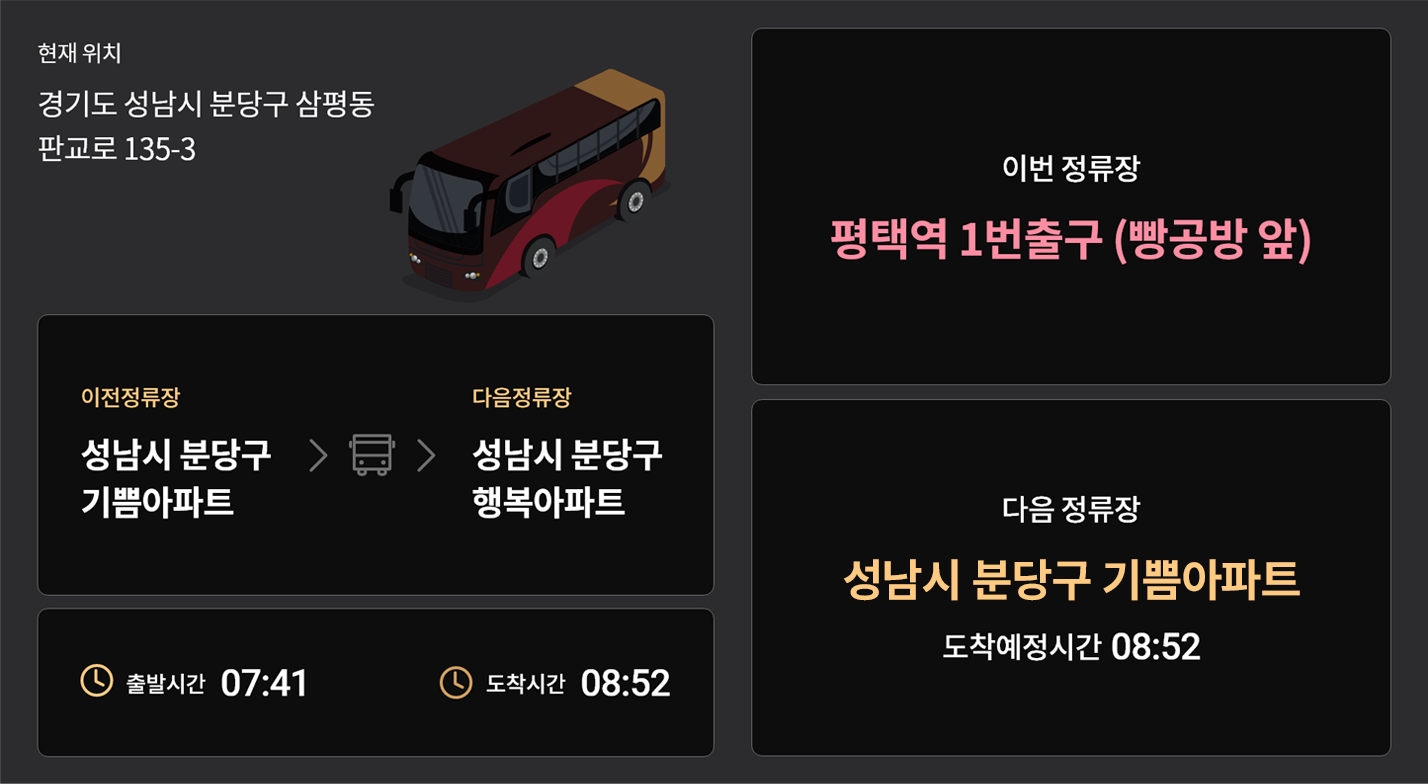 현재 위치
경기도 성남시 분당구 삼평동
판교로 135-3
이전정류장
성남시 분당구
기쁨아파트
다음정류장
성남시 분당구
행복아파트
출발시간 07:41
도착시간 08:52
이번 정류장
평택역 1번출구 (빵공방 앞)
다음 정류장
성남시 분당구 기쁨아파트
도착예정시간 08:52